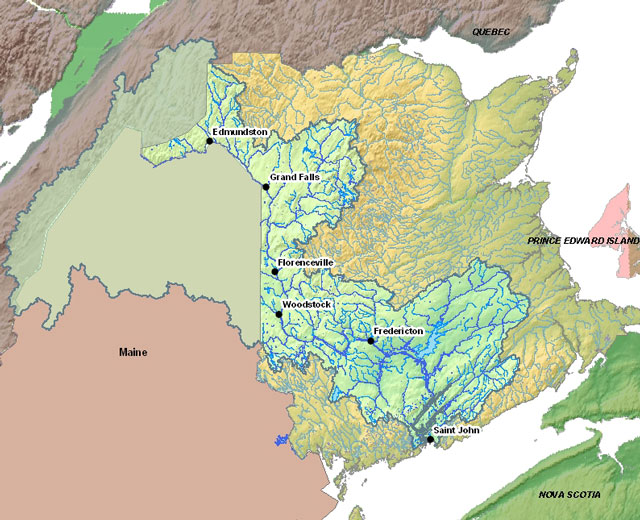 QUEBEC
Edmundston
Grand Falls
PRINCE EDWARD ISLAND
Florenceville
Woodstock
Fredericton
Maine
Saint John
NOVA SCOTIA